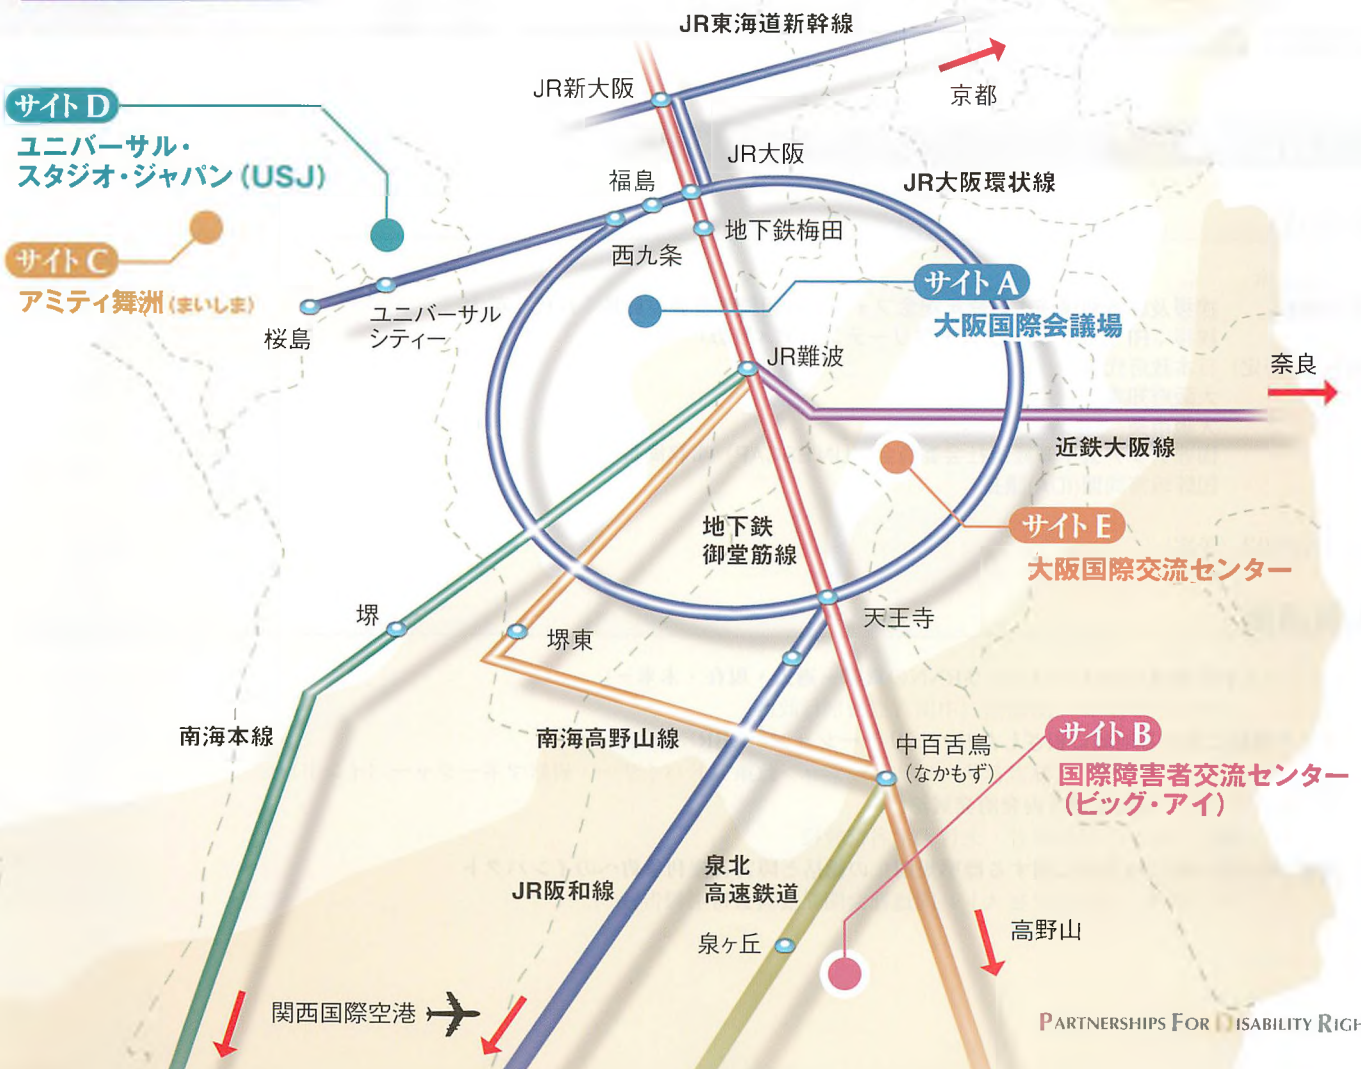 JR東海道新幹線
JR新大阪
京都
サイト D
ユニバーサル・
スタジオ・ジャパン(USJ)
JR大阪
福島
JR大阪環状線
地下鉄梅田
西九条
サイト C
アミティ舞洲(まいしま)
サイト A
大阪国際会議場
ユニバーサル
シティー
桜島
JR難波
奈良
近鉄大阪線
地下鉄
御堂筋線
サイト E
大阪国際交流センター
堺
堺東
天王寺
南海本線
南海高野山線
中百舌鳥
(なかもず)
サイト B
国際障害者交流センター
(ビッグ・アイ)
JR阪和線
泉北
高速鉄道
泉ヶ丘
高野山
関西国際空港
PARTNERSHIPS FOR DISABILITY RIGH